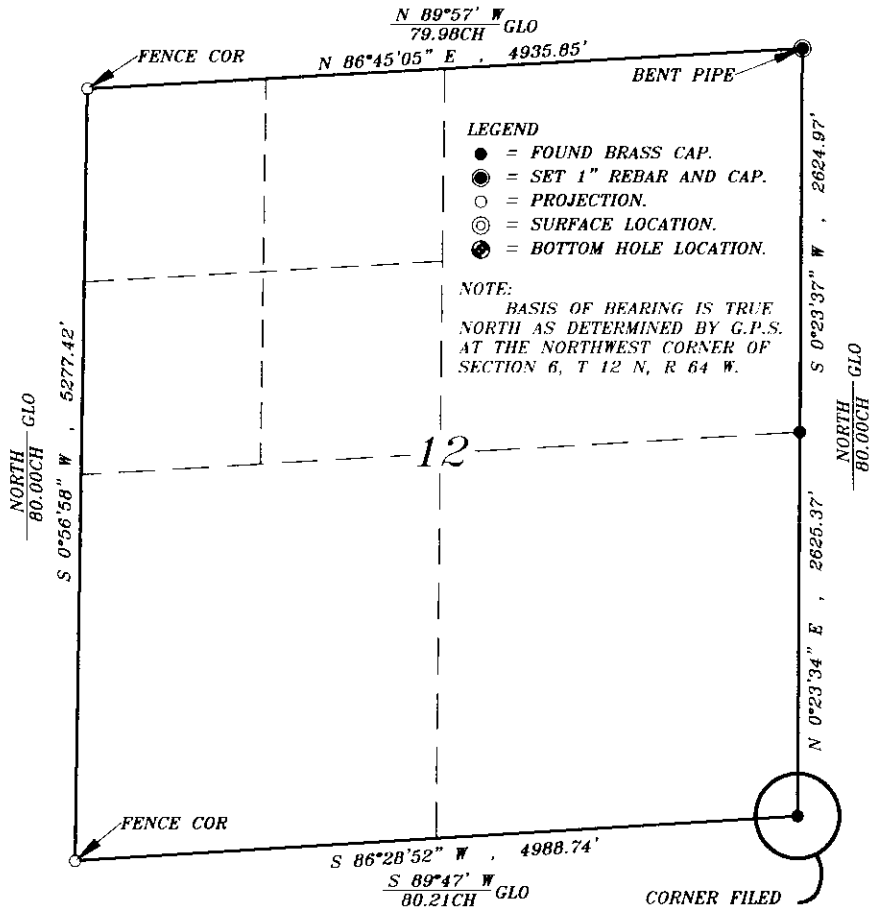 N 89°57' W
79.98CH
GLO
FENCE COR
N 86°45'05" E , 4935.85'
BENT PIPE
LEGEND
● = FOUND BRASS CAP.
= SET 1" REBAR AND CAP.
○ = PROJECTION.
◎ = SURFACE LOCATION.
= BOTTOM HOLE LOCATION.
NOTE:
BASIS OF BEARING IS TRUE
NORTH AS DETERMINED BY G.P.S.
AT THE NORTHWEST CORNER OF
SECTION 6, T 12 N, R 64 W.
S 0°23'37" W , 2624.97'
NORTH
80.00CH
GLO
12
NORTH
80.00CH
GLO
S 0°56'58" W , 5277.42'
N 0°23'34" E , 2625.37'
FENCE COR
S 86°28'52" W , 4988.74'
S 89°47' W
80.21CH
GLO
CORNER FILED